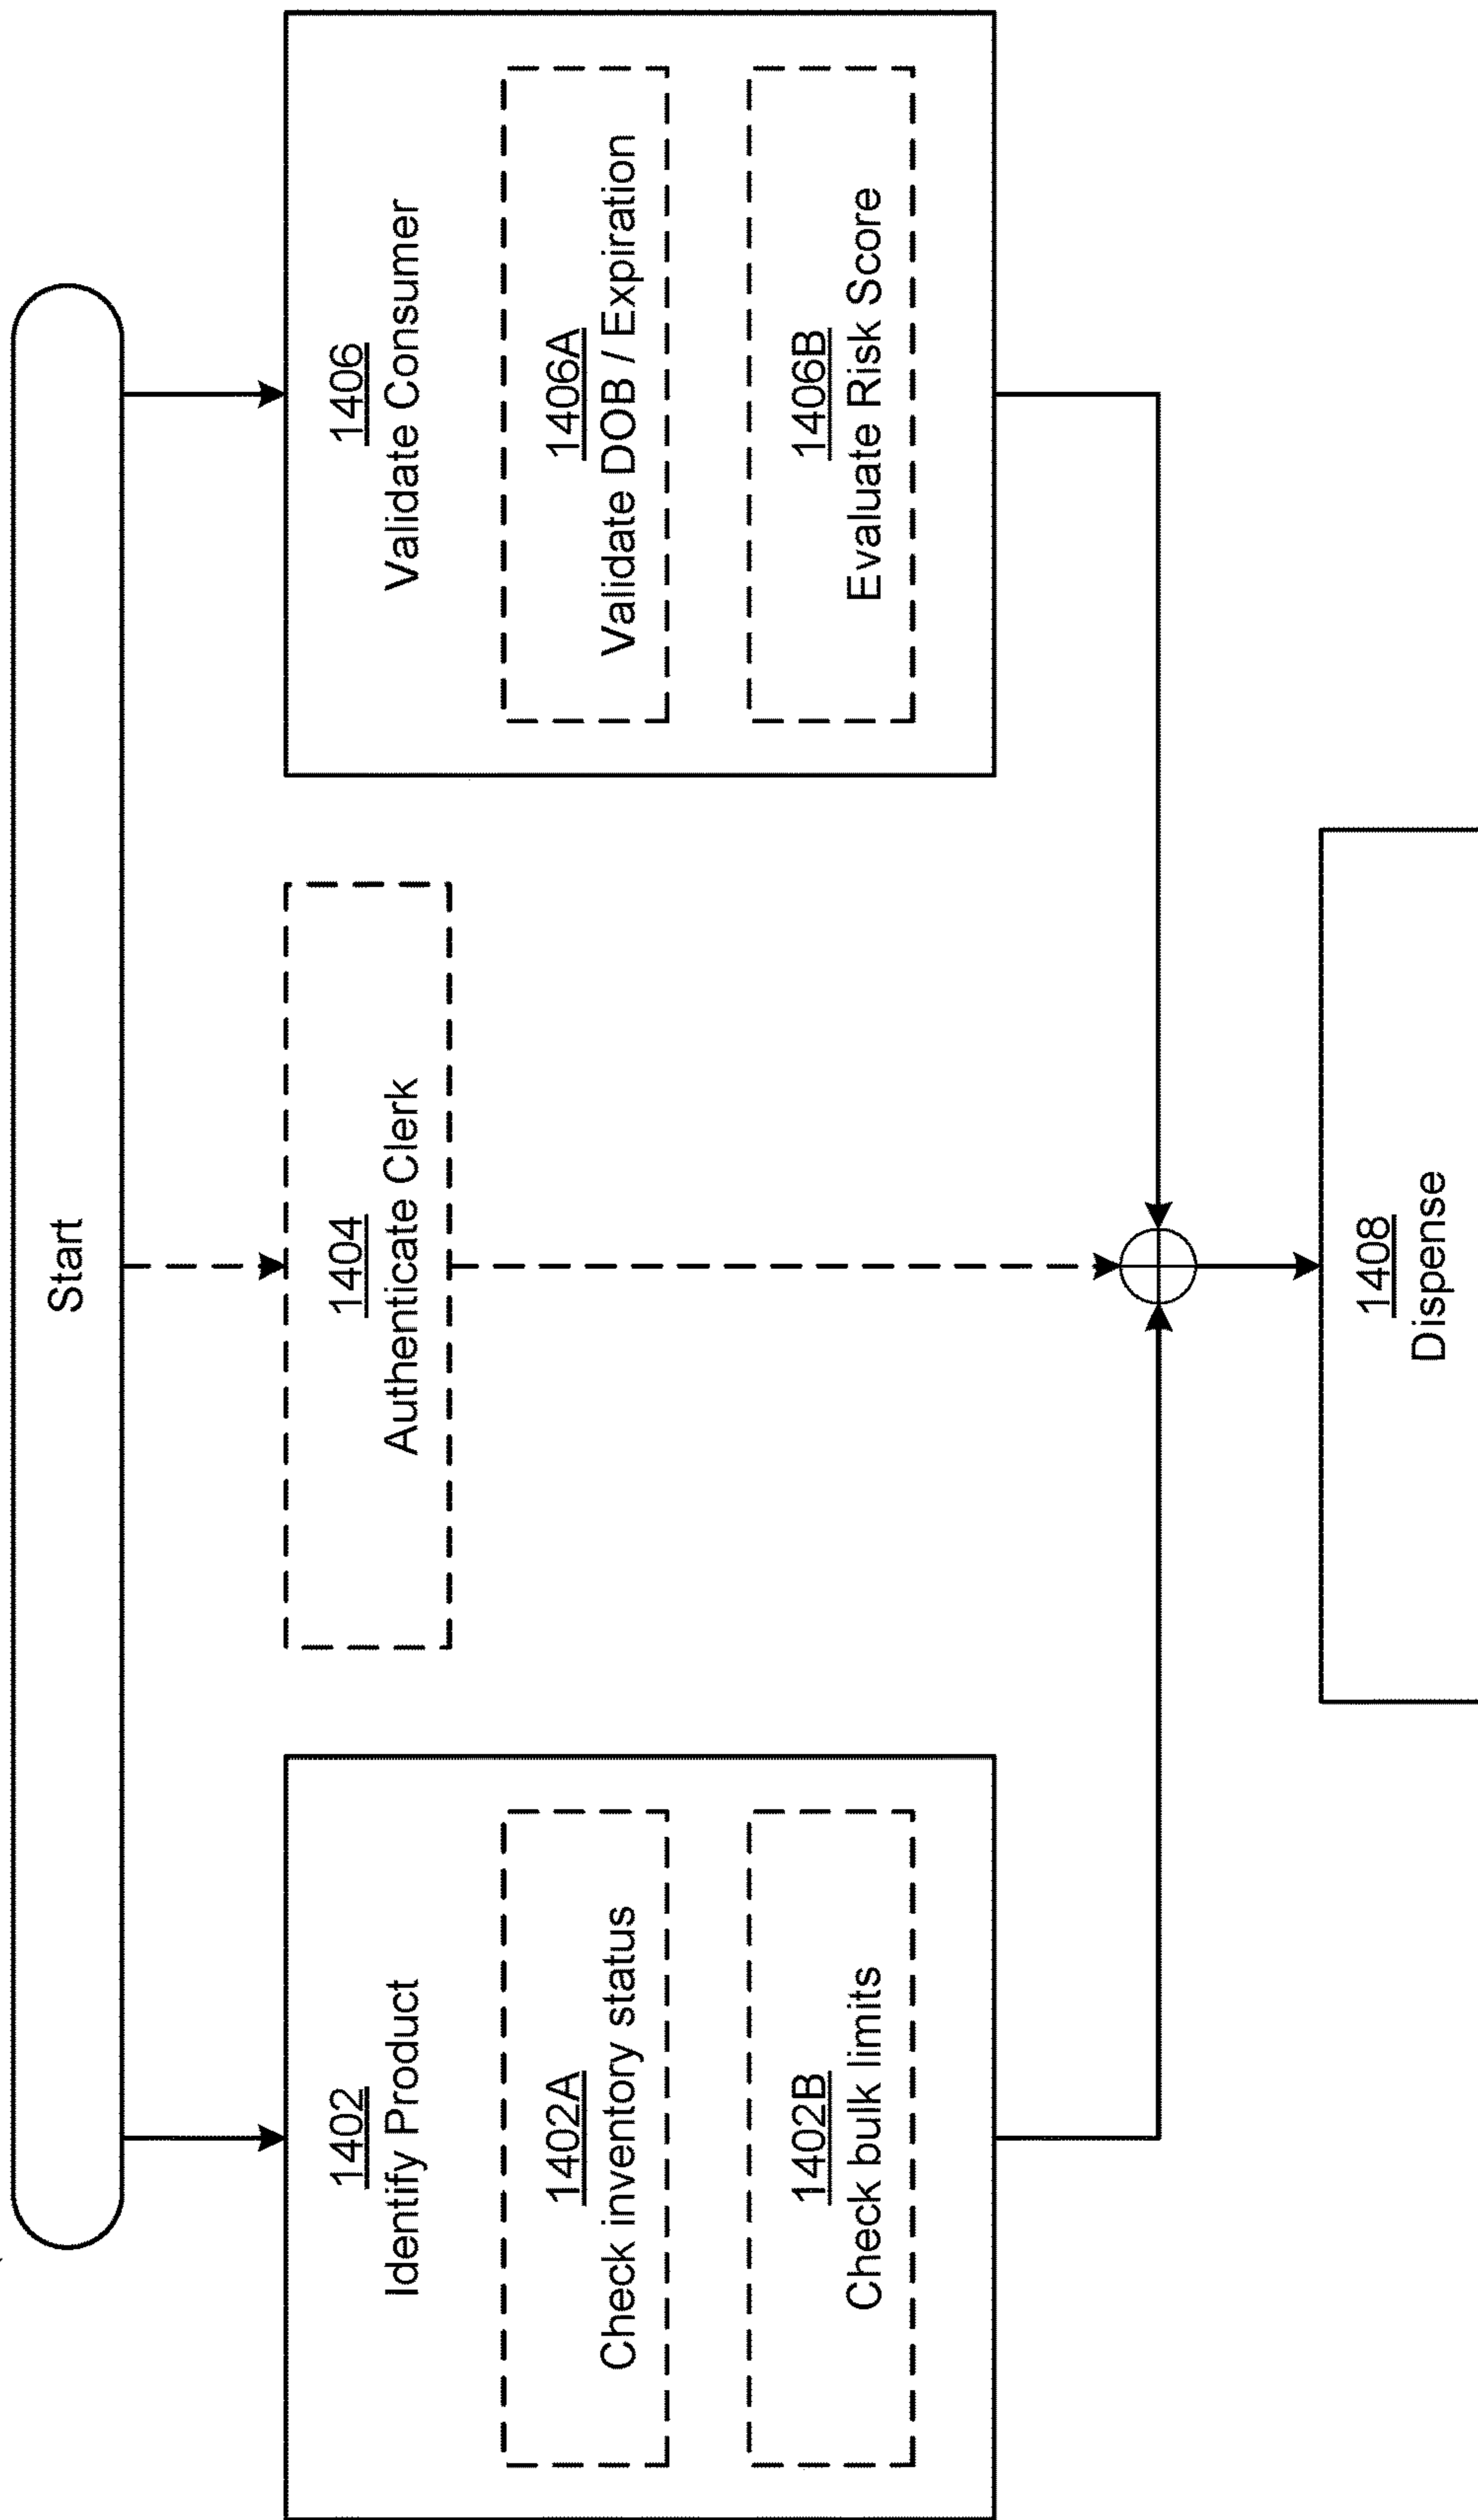 Start
1402
Identify Product
1402A
Check inventory status
1402B
Check bulk limits
1404
Authenticate Clerk
1406
Validate Consumer
1406A
Validate DOB / Expiration
1406B
Evaluate Risk Score
1408
Dispense